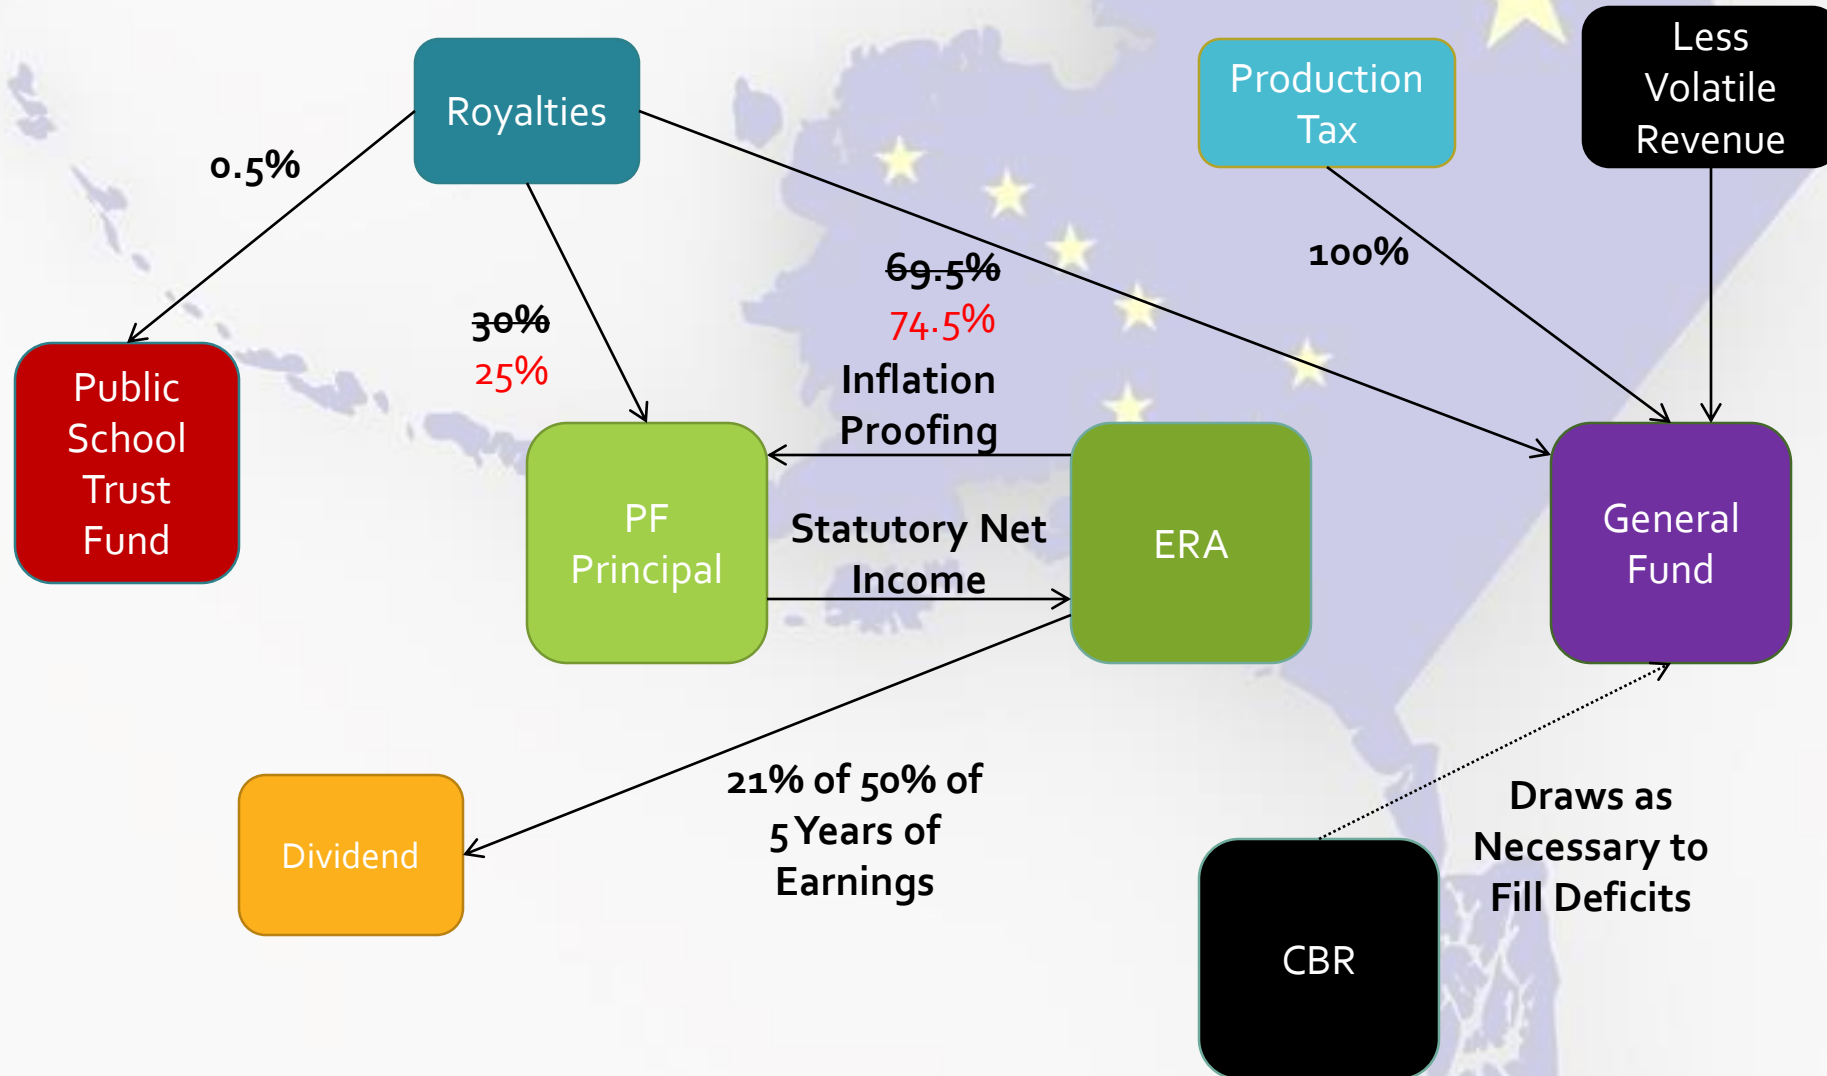 Royalties
Production
Tax
Less
Volatile
Revenue
0.5%
30%
25%
69.5%
74.5%
100%
Public
School
Trust
Fund
Inflation
Proofing
PF
Principal
Statutory Net
Income
ERA
General
Fund
Dividend
21% of 50% of
5 Years of
Earnings
CBR
Draws as
Necessary to
Fill Deficits